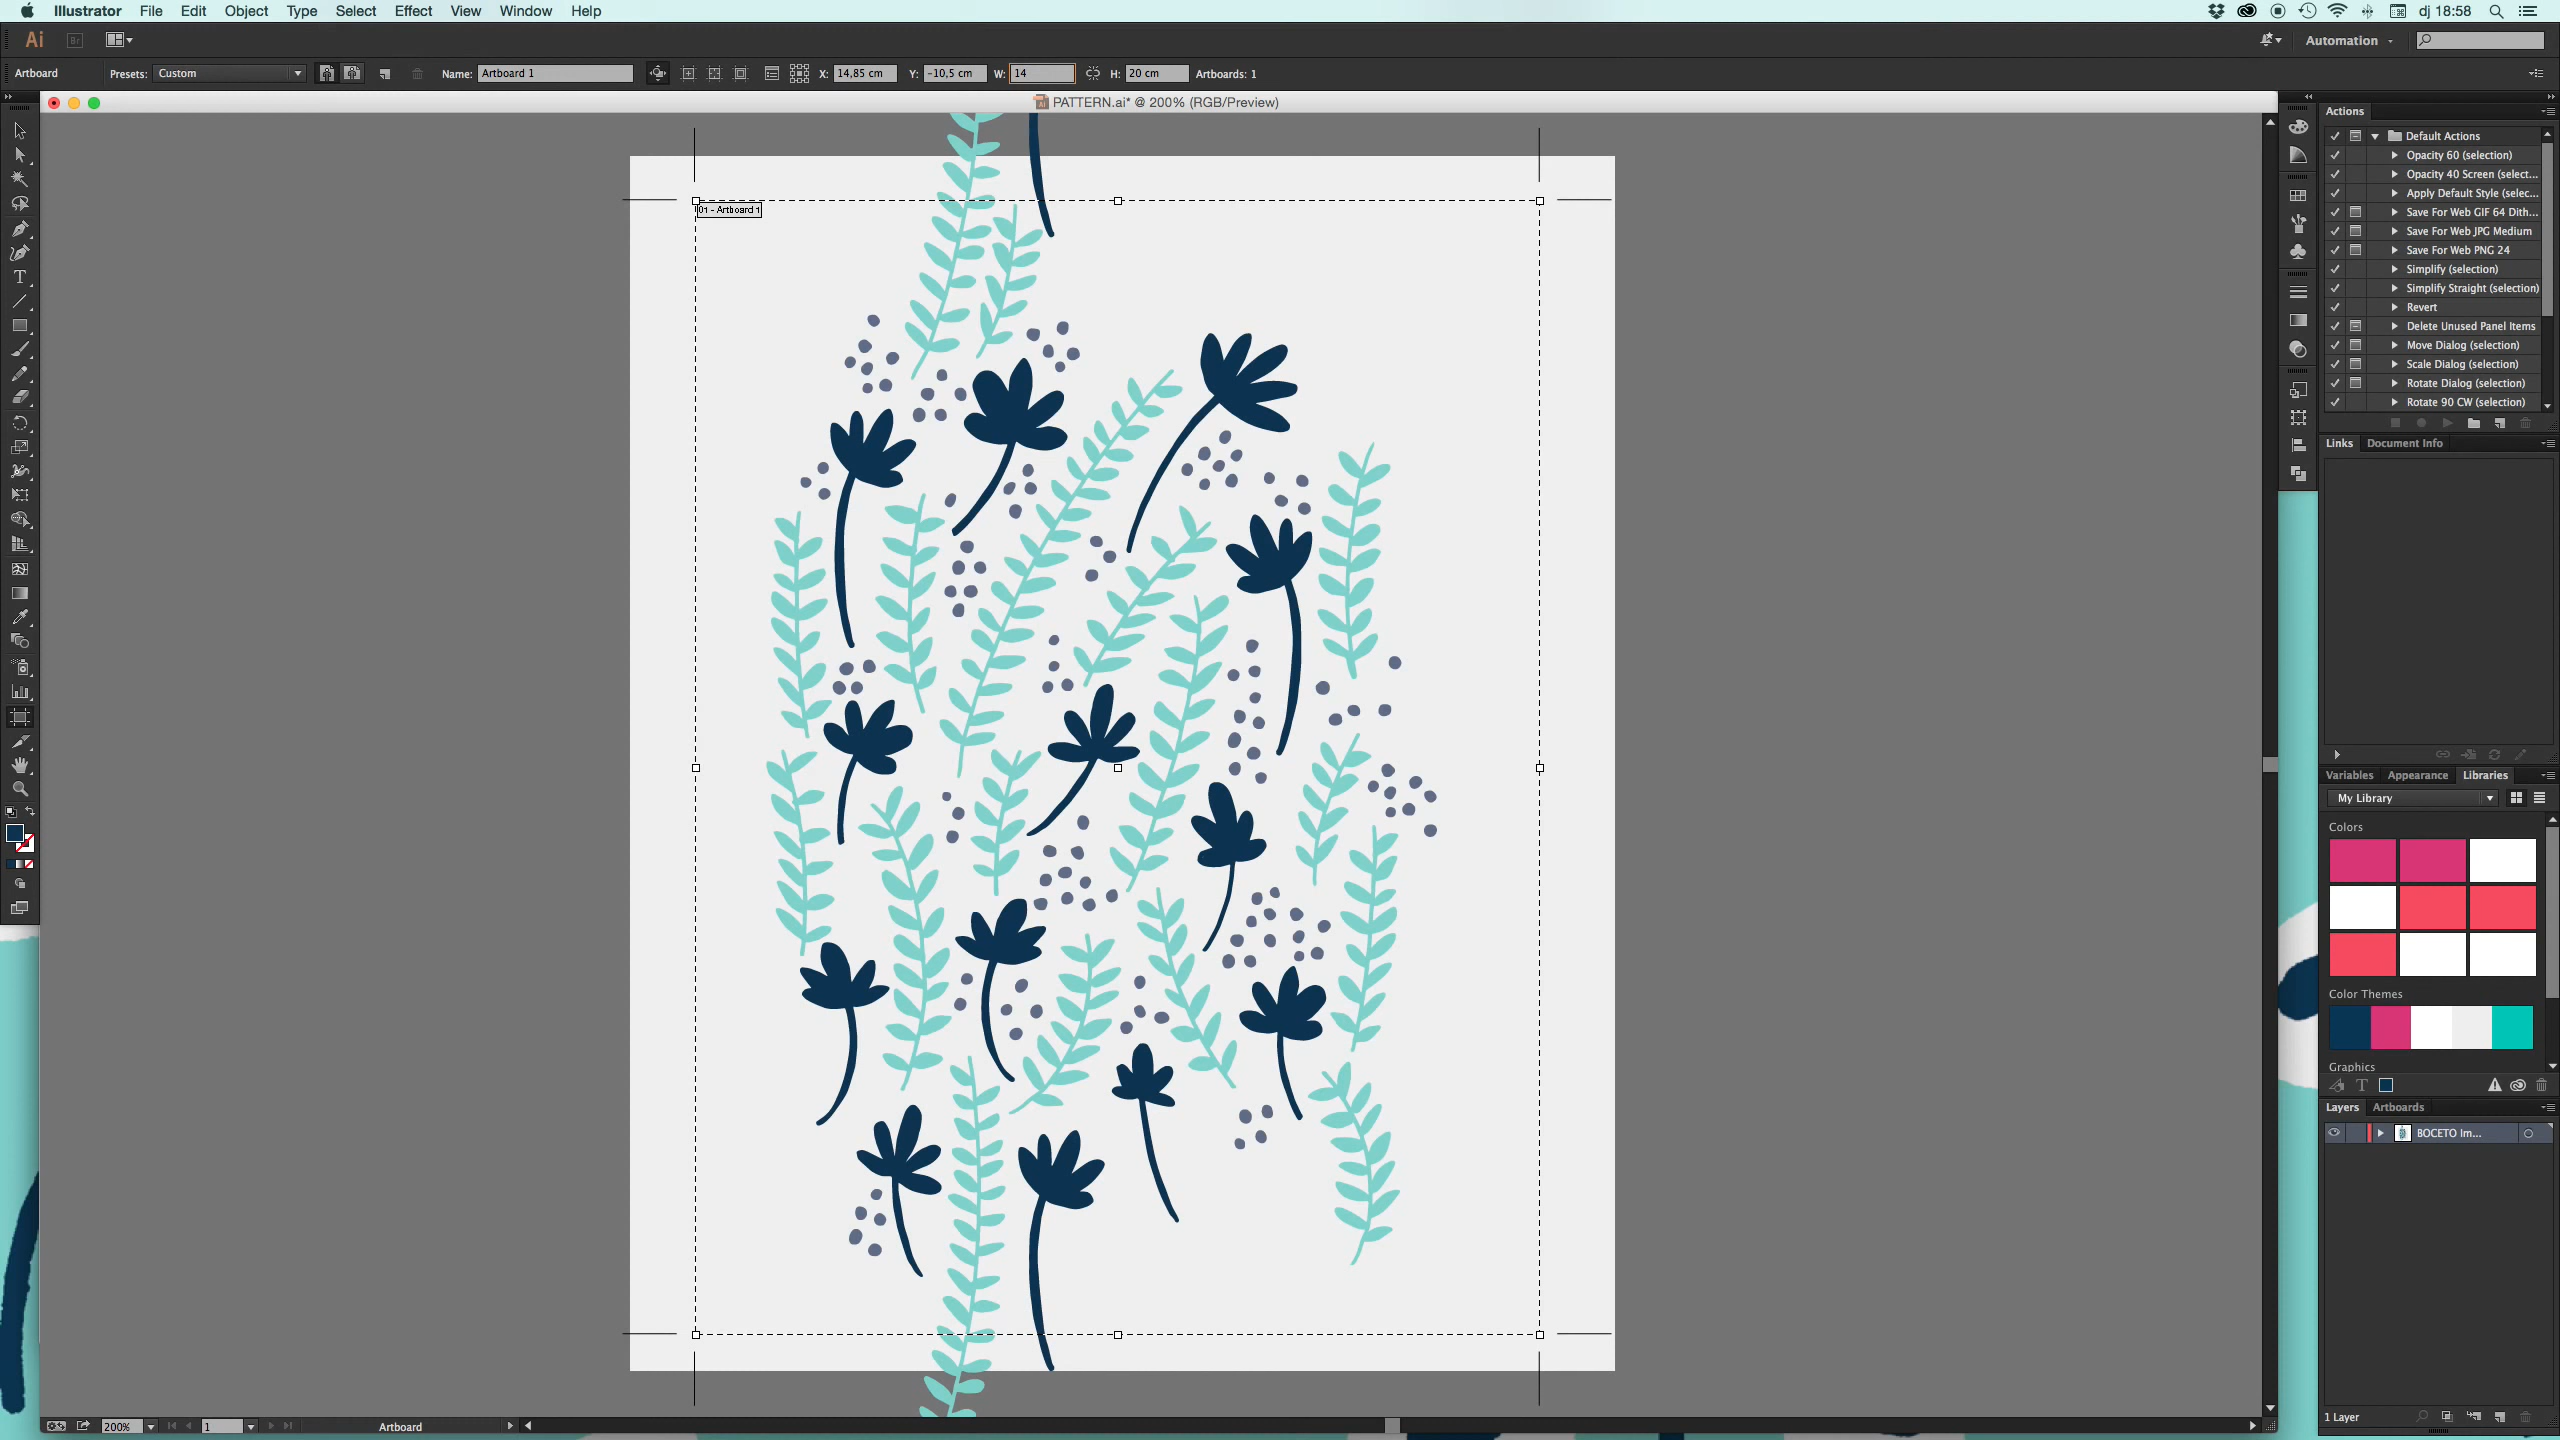 Illustrator File Edit Object Type Select Effect View Window Help dj 18:58
Ai Br Automation
Artboard Presets: Custom Name: Artboard 1 X: 14,85 cm Y: -10,5 cm W: 14 H: 20 cm Artboards: 1
PATTERN.ai* @ 200% (RGB/Preview)
01 - Artboard 1
Actions
Default Actions
Opacity 60 (selection)
Opacity 40 Screen (select...
Apply Default Style (selec...
Save For Web GIF 64 Dith...
Save For Web JPG Medium
Save For Web PNG 24
Simplify (selection)
Simplify Straight (selection)
Revert
Delete Unused Panel Items
Move Dialog (selection)
Scale Dialog (selection)
Rotate Dialog (selection)
Rotate 90 CW (selection)
Links Document Info
Variables Appearance Libraries
My Library
Colors
Color Themes
Graphics
Layers Artboards
BOCETO Im...
1 Layer
200% 1 Artboard